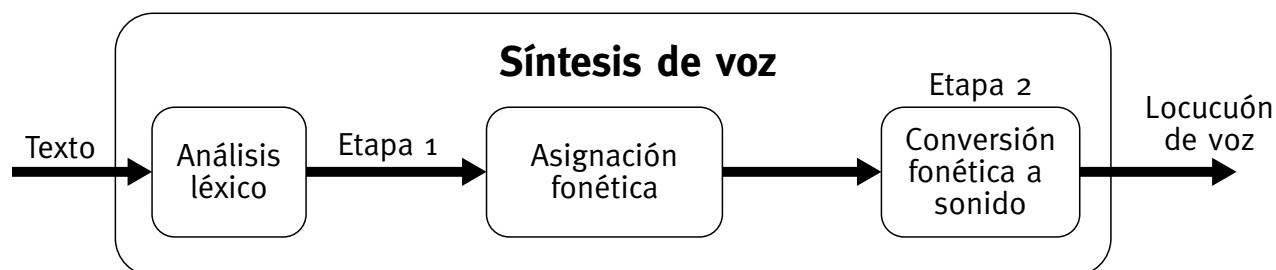 Síntesis de voz
Texto
Análisis
léxico
Etapa 1
Asignación
fonética
Etapa 2
Conversión
fonética a
sonido
Locucuón
de voz